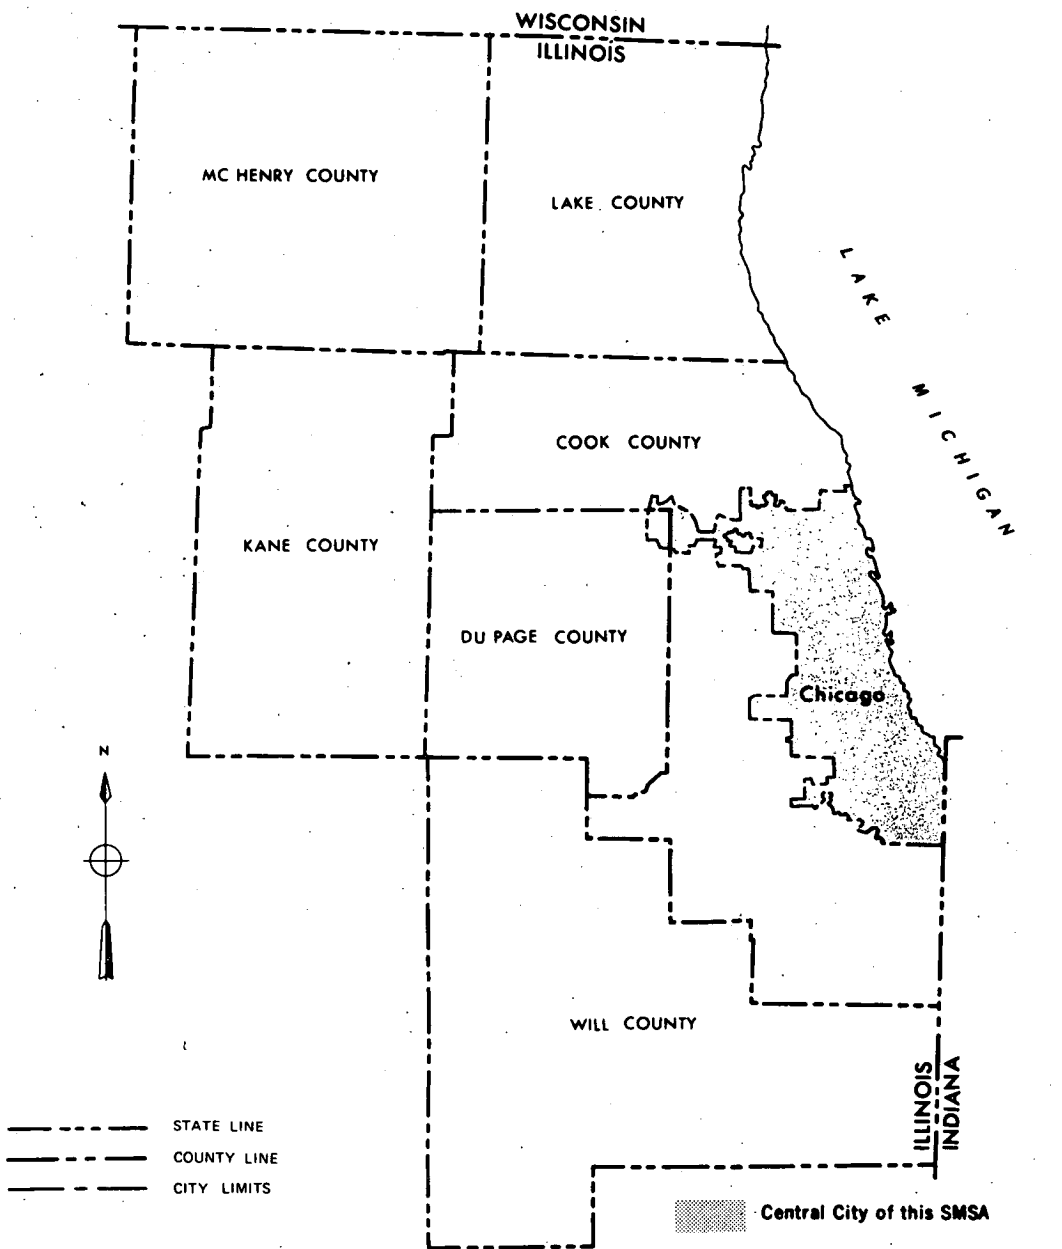 WISCONSIN
ILLINOIS
MC HENRY COUNTY
LAKE COUNTY
LAKE MICHIGAN
COOK COUNTY
KANE COUNTY
DU PAGE COUNTY
Chicago
N
WILL COUNTY
ILLINOIS
INDIANA
STATE LINE
COUNTY LINE
CITY LIMITS
Central City of this SMSA